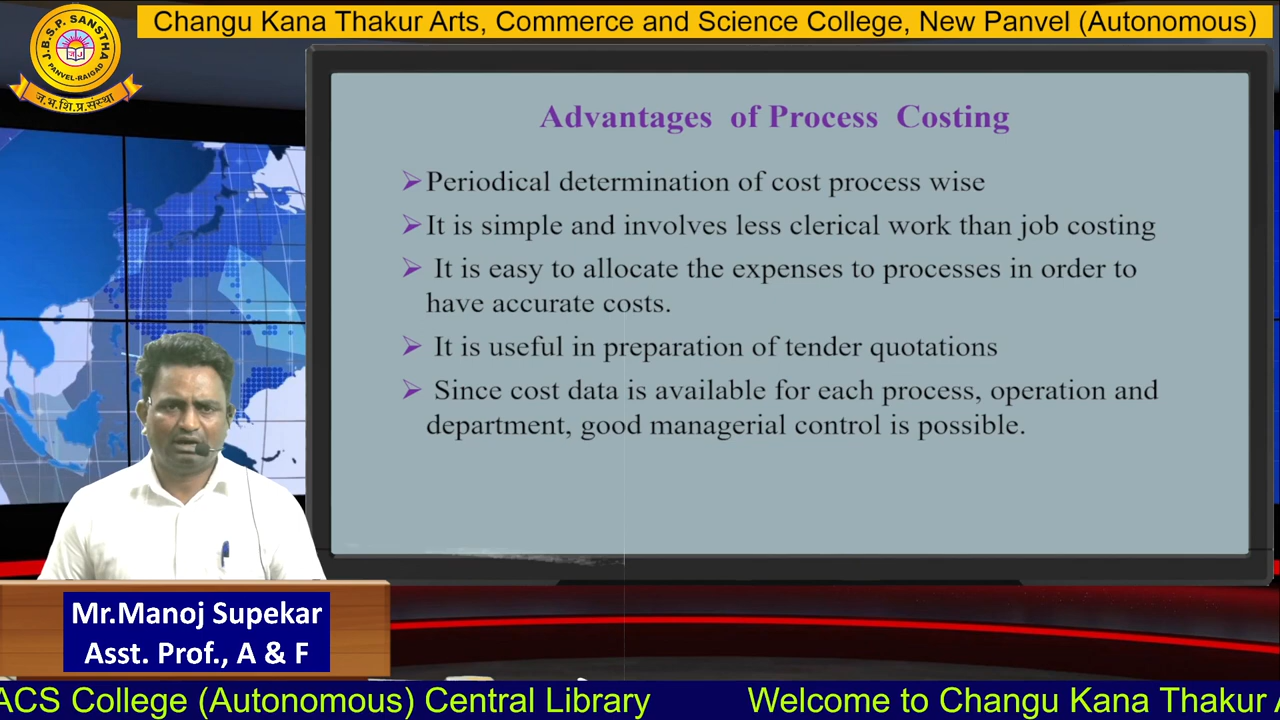 Changu Kana Thakur Arts, Commerce and Science College, New Panvel (Autonomous)
J.B.S.P. SANSTHA
PANVEL-RAIGAD
ज.भ.शि.प्र.संस्था
Advantages of Process Costing
➢Periodical determination of cost process wise
➢It is simple and involves less clerical work than job costing
➢ It is easy to allocate the expenses to processes in order to
have accurate costs.
➢ It is useful in preparation of tender quotations
➢ Since cost data is available for each process, operation and
department, good managerial control is possible.
Mr.Manoj Supekar
Asst. Prof., A & F
ACS College (Autonomous) Central Library
Welcome to Changu Kana Thakur A